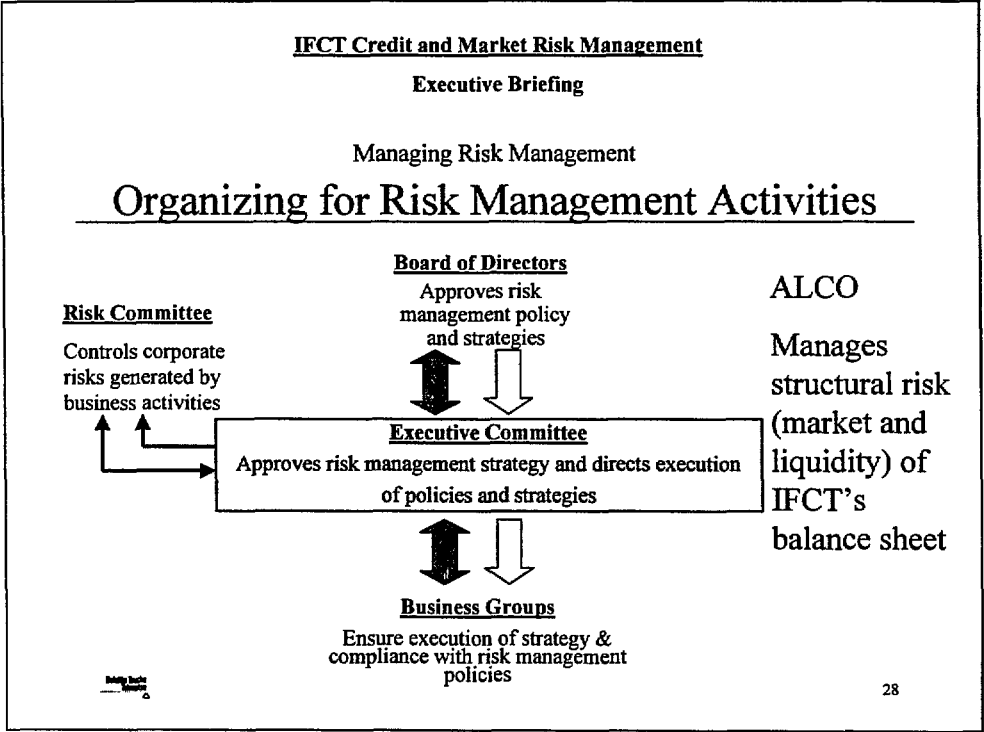 IFCT Credit and Market Risk Management
Executive Briefing
Managing Risk Management
Organizing for Risk Management Activities
Board of Directors
Approves risk
management policy
and strategies
Risk Committee
Controls corporate
risks generated by
business activities
Executive Committee
Approves risk management strategy and directs execution
of policies and strategies
ALCO
Manages
structural risk
(market and
liquidity) of
IFCT's
balance sheet
Business Groups
Ensure execution of strategy &
compliance with risk management
policies
28